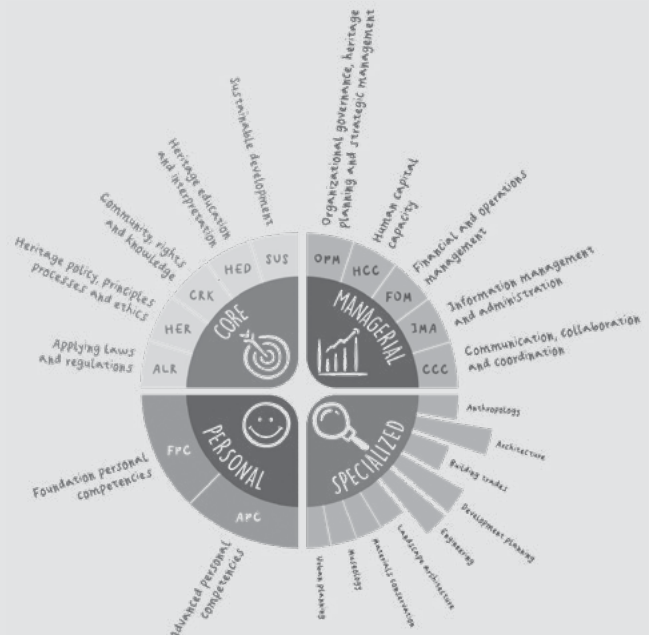 Sustainable development
Heritage education
and interpretation
Community, rights
and knowledge
Heritage policy, principles
processes and ethics
Applying laws
and regulations
SUS
HED
CRK
HER
ALR
CORE
Organizational governance, heritage
planning and strategic management
Human capital
capacity
Financial and operations
management
Information management
and administration
Communication, collaboration
and coordination
OPM
HCC
FOM
IMA
CCC
MANAGERIAL
PERSONAL
FPC
APC
Foundation personal
competencies
Advanced personal
competencies
SPECIALIZED
Anthropology
Architecture
Building trades
Development planning
Engineering
Landscape architecture
Materials conservation
Museology
Urban planning